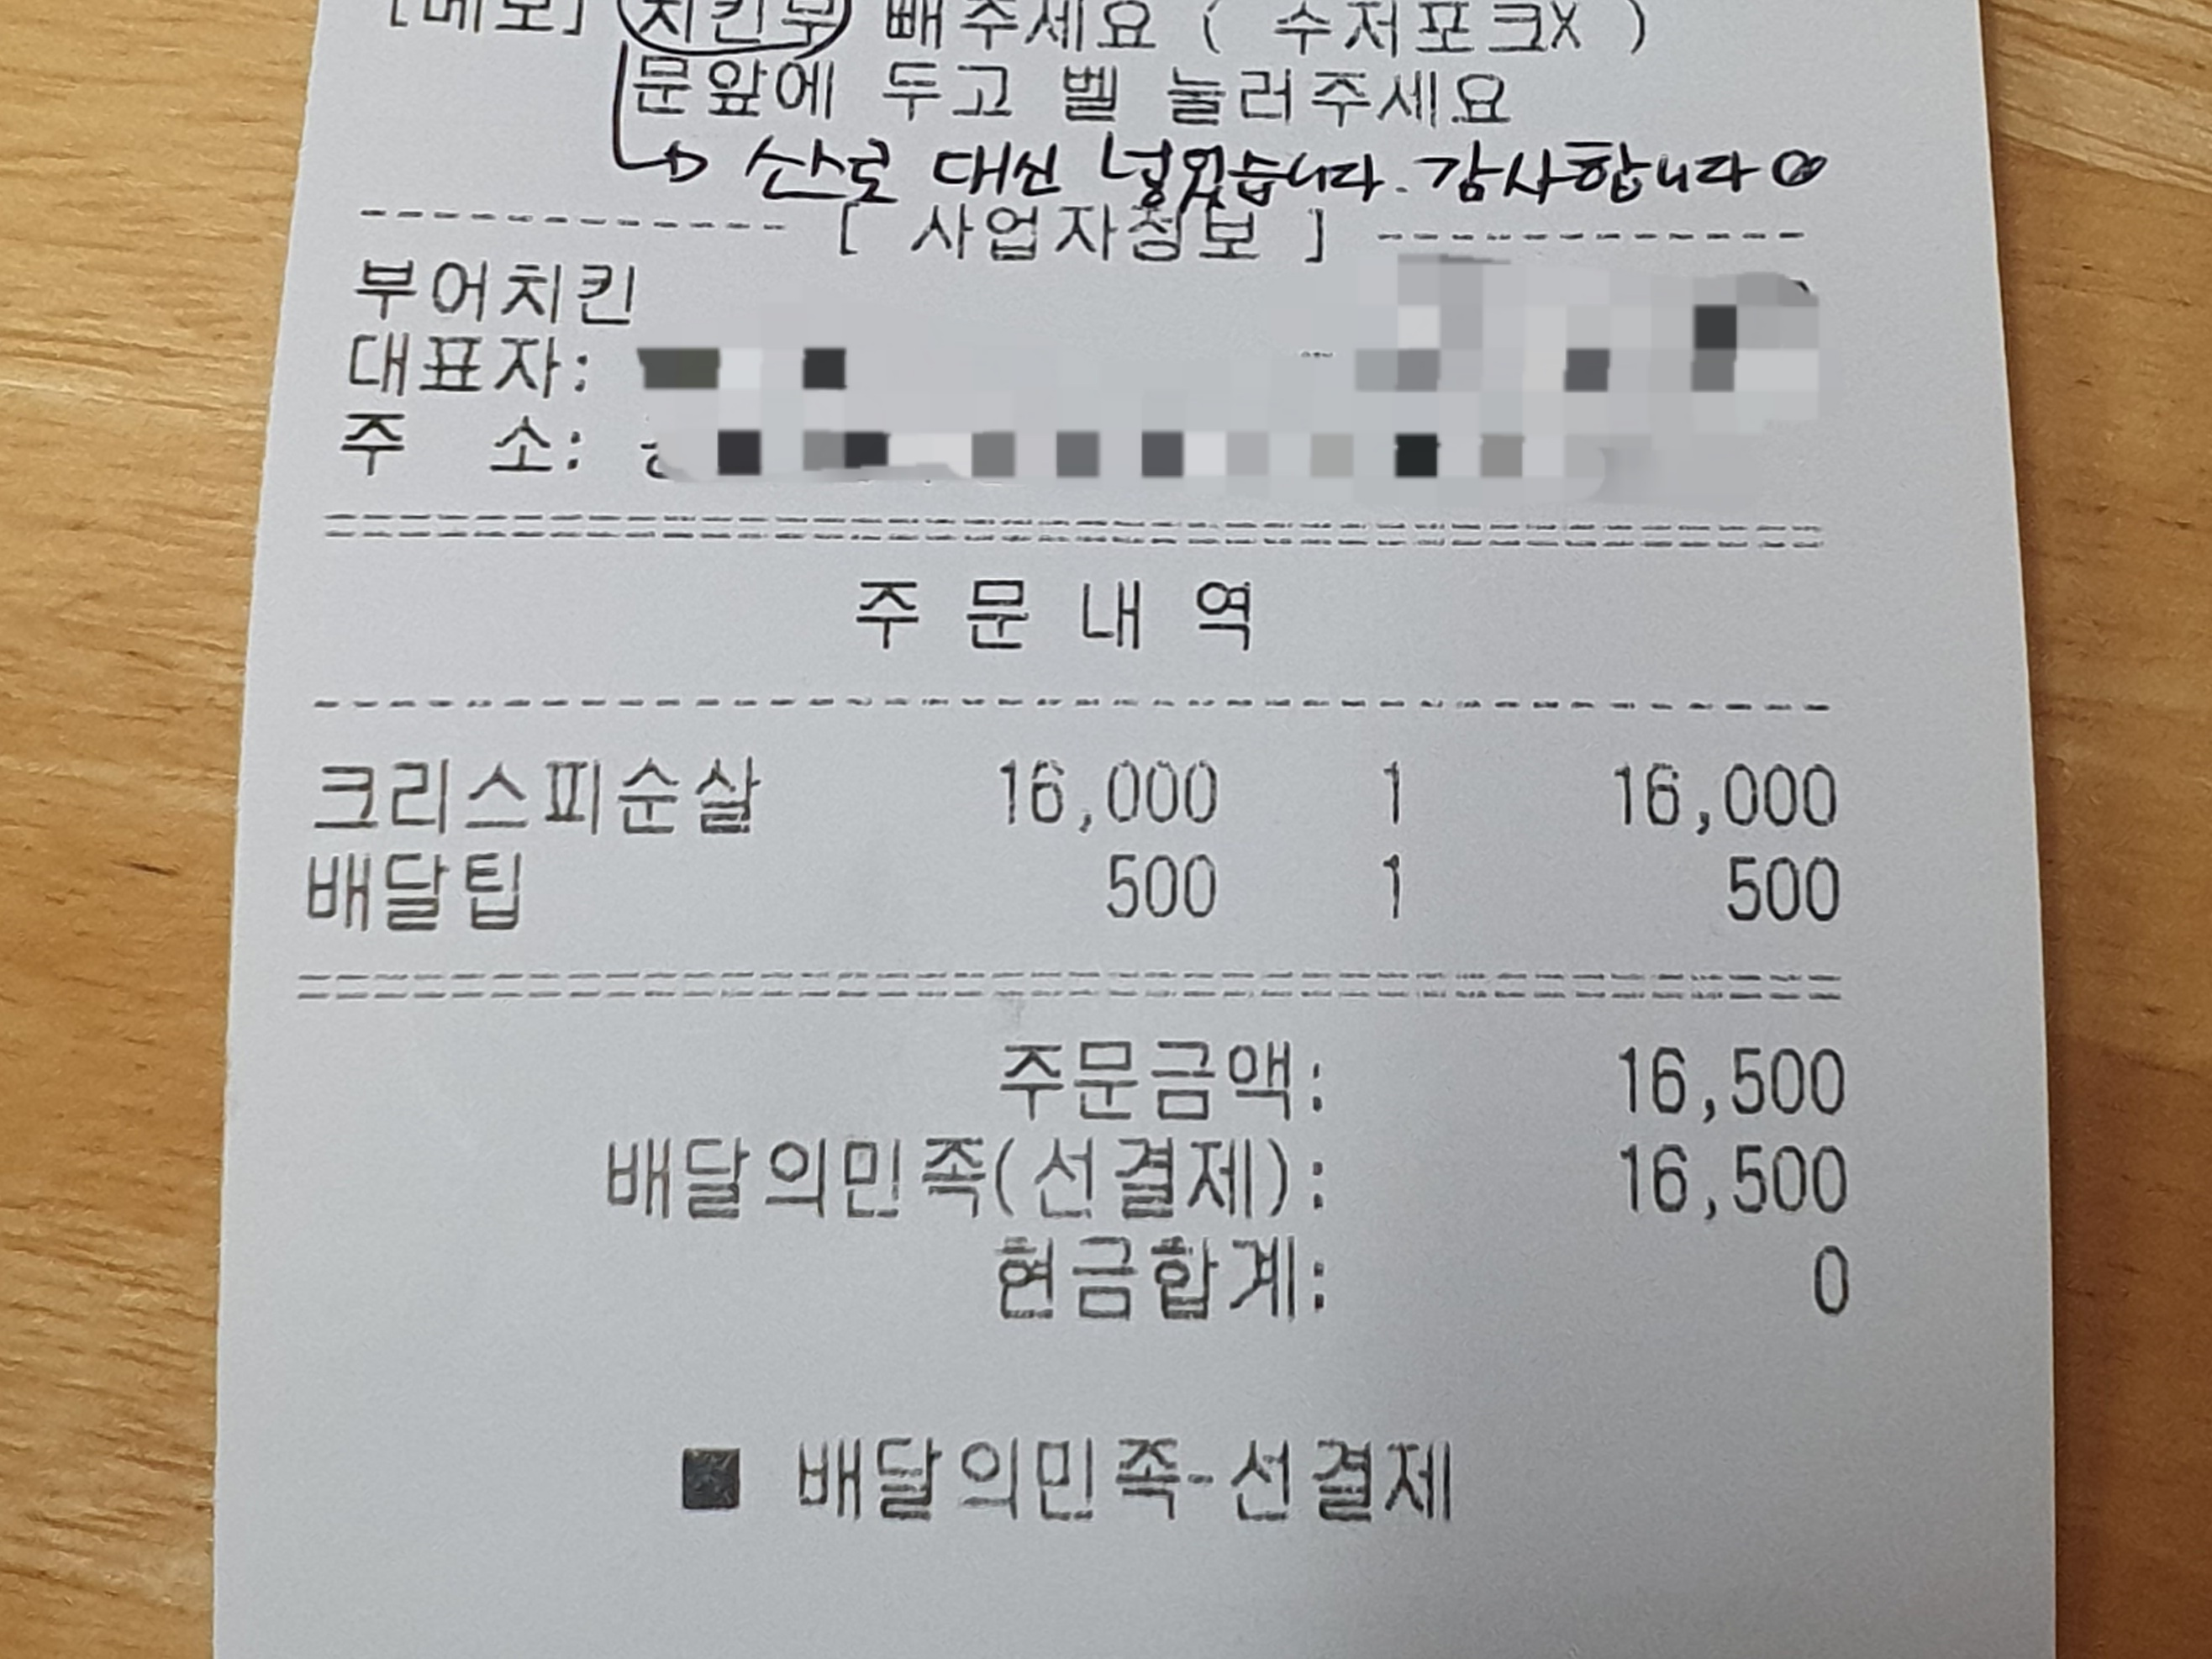 [메모] 치킨무 빼주세요 ( 수저포크X )
문앞에 두고 벨 눌러주세요
소스로 대신 넣었습니다. 감사합니다
[ 사업자정보 ]
부어치킨
대표자:
주 소:
주 문 내 역
크리스피순살 16,000 1 16,000
배달팁 500 1 500
주문금액: 16,500
배달의민족(선결제): 16,500
현금합계: 0
■ 배달의민족-선결제